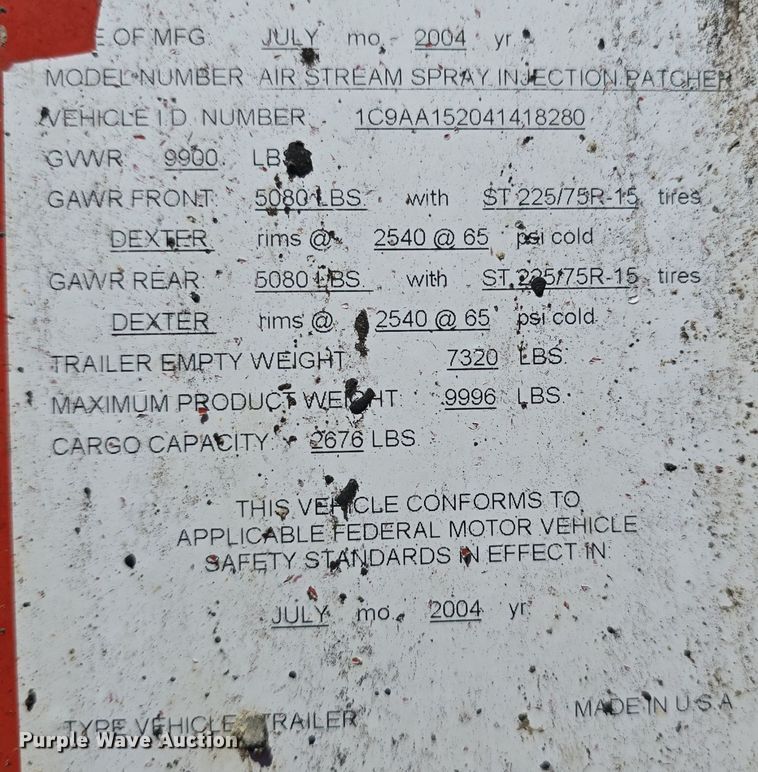 E OF MFG JULY mo. 2004 yr.
MODEL NUMBER AIR STREAM SPRAY INJECTION PATCHER
VEHICLE I D NUMBER 1C9AA152041418280
GVWR 9900 LBS
GAWR FRONT 5080 LBS. with ST 225/75R-15 tires
DEXTER rims @ 2540 @ 65 psi cold
GAWR REAR 5080 LBS. with ST 225/75R-15 tires
DEXTER rims @ 2540 @ 65 psi cold
TRAILER EMPTY WEIGHT 7320 LBS.
MAXIMUM PRODUCT WEIGHT 9996 LBS.
CARGO CAPACITY 2676 LBS.
THIS VEHICLE CONFORMS TO
APPLICABLE FEDERAL MOTOR VEHICLE
SAFETY STANDARDS IN EFFECT IN
JULY mo. 2004 yr.
MADE IN U S A
TYPE VEHICLE TRAILER
Purple Wave Auction